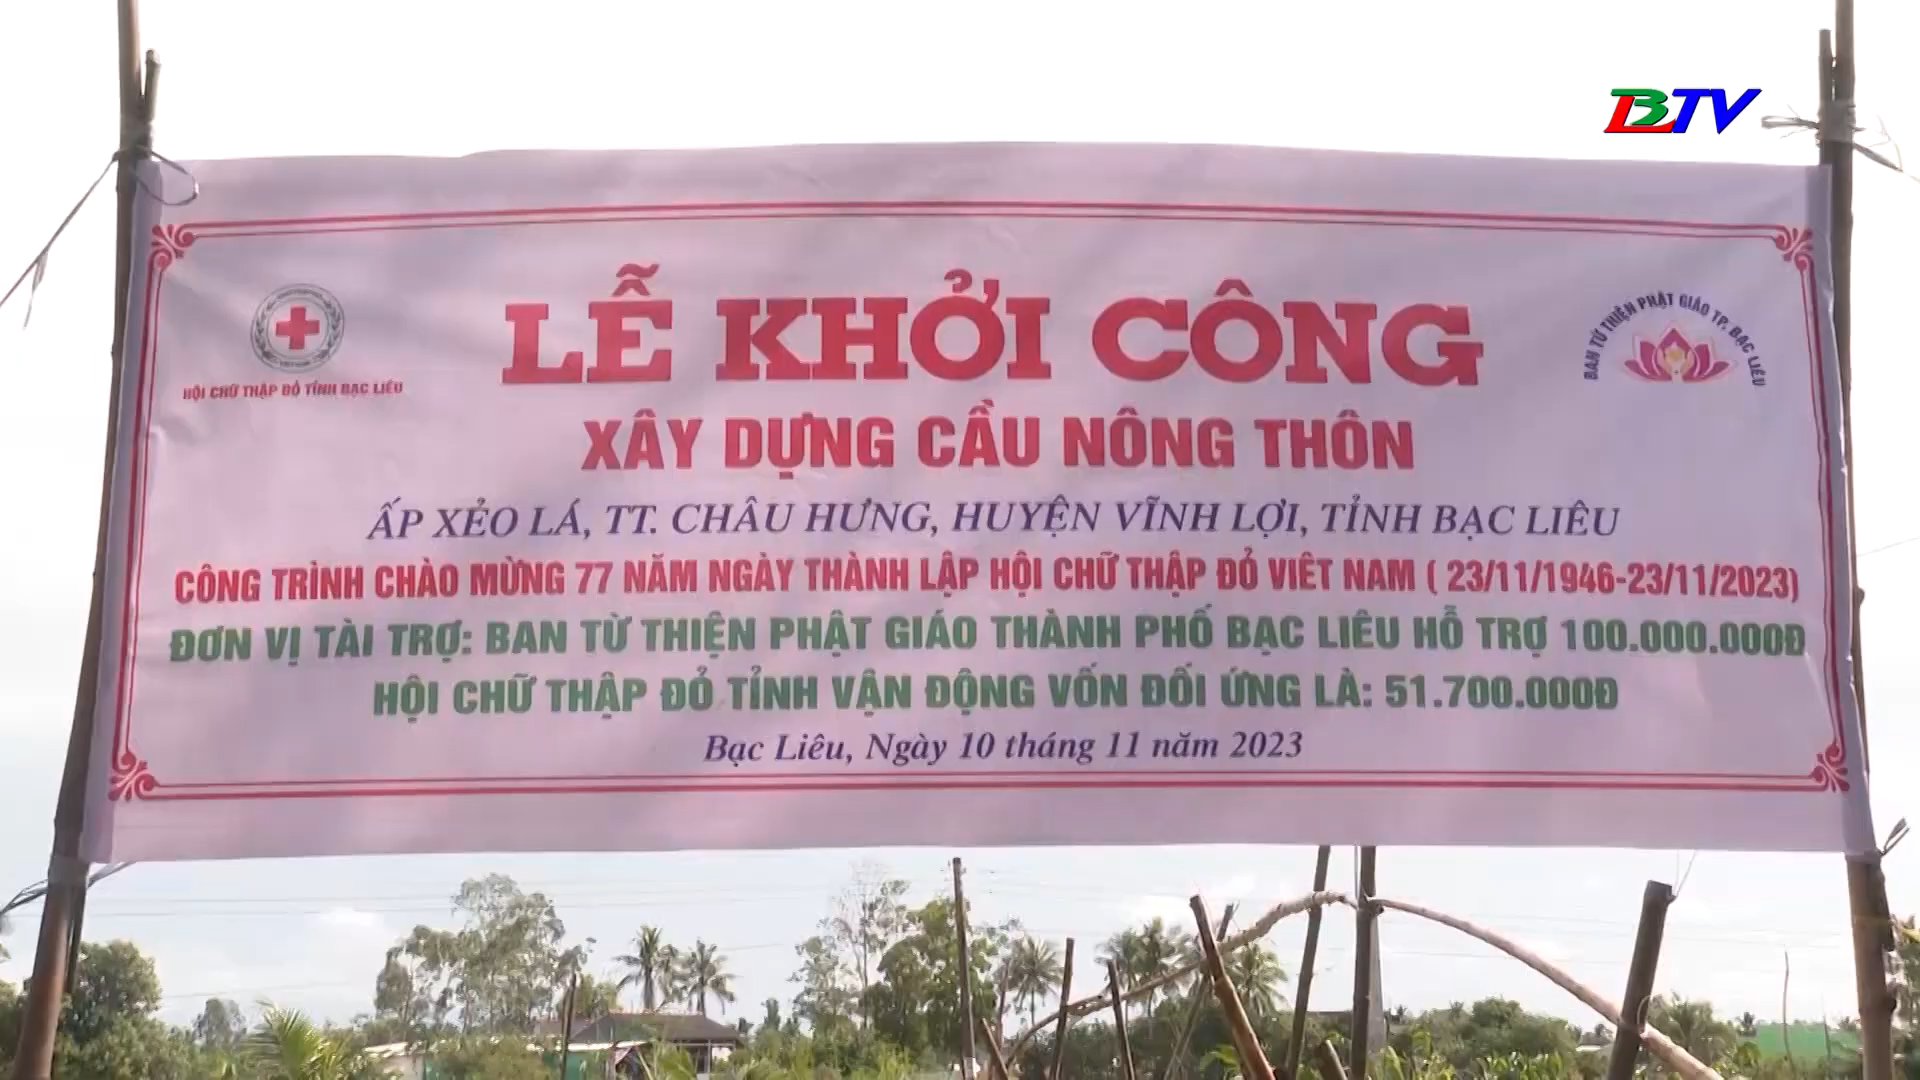 BTV
HỘI CHỮ THẬP ĐỎ TỈNH BẠC LIÊU
BAN TỪ THIỆN PHẬT GIÁO TP. BẠC LIÊU
LỄ KHỞI CÔNG
XÂY DỰNG CẦU NÔNG THÔN
ẤP XẺO LÁ, TT. CHÂU HƯNG, HUYỆN VĨNH LỢI, TỈNH BẠC LIÊU
CÔNG TRÌNH CHÀO MỪNG 77 NĂM NGÀY THÀNH LẬP HỘI CHỮ THẬP ĐỎ VIÊT NAM ( 23/11/1946-23/11/2023)
ĐƠN VỊ TÀI TRỢ: BAN TỪ THIỆN PHẬT GIÁO THÀNH PHỐ BẠC LIÊU HỖ TRỢ 100.000.000Đ
HỘI CHỮ THẬP ĐỎ TỈNH VẬN ĐỘNG VỐN ĐỐI ỨNG LÀ: 51.700.000Đ
Bạc Liêu, Ngày 10 tháng 11 năm 2023